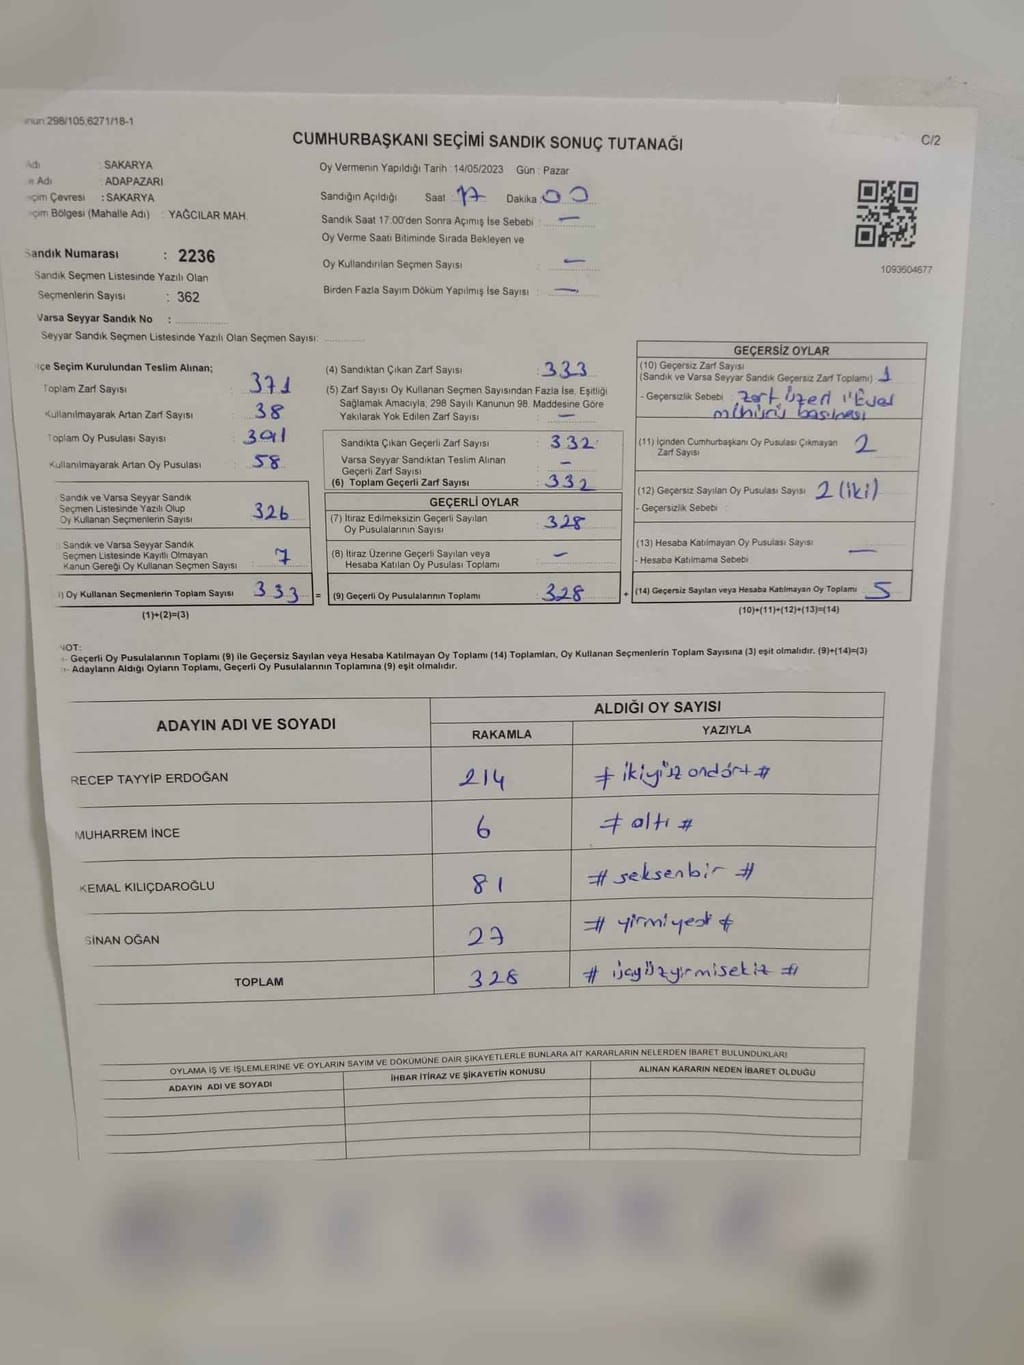 298/105,6271/18-1
CUMHURBAŞKANI SEÇİMİ SANDIK SONUÇ TUTANAĞI
C/2
Adı : SAKARYA
Adı : ADAPAZARI
Çevresi : SAKARYA
Bölgesi (Mahalle Adı) : YAĞCILAR MAH.
Sandık Numarası : 2236
Sandık Seçmen Listesinde Yazılı Olan
Seçmenlerin Sayısı : 362
Varsa Seyyar Sandık No :
Seyyar Sandık Seçmen Listesinde Yazılı Olan Seçmen Sayısı:
Oy Vermenin Yapıldığı Tarih : 14/05/2023 Gün : Pazar
Sandığın Açıldığı Saat : 17 Dakika : 00
Sandık Saat 17:00'den Sonra Açımış İse Sebebi : —
Oy Verme Saati Bitiminde Sırada Bekleyen ve
Oy Kullandırılan Seçmen Sayısı : —
Birden Fazla Sayım Döküm Yapılmış İse Sayısı : —
1093604677
Seçim Kurulundan Teslim Alınan;
Toplam Zarf Sayısı : 371
Kullanılmayarak Artan Zarf Sayısı : 38
Toplam Oy Pusulası Sayısı : 391
Kullanılmayarak Artan Oy Pusulası : 58
Sandık ve Varsa Seyyar Sandık
Seçmen Listesinde Yazılı Olup
Oy Kullanan Seçmenlerin Sayısı : 326
Sandık ve Varsa Seyyar Sandık
Seçmen Listesinde Kayıtlı Olmayan
Kanun Gereği Oy Kullanan Seçmen Sayısı : 7
Oy Kullanan Seçmenlerin Toplam Sayısı : 333 =
(1)+(2)=(3)
(4) Sandıktan Çıkan Zarf Sayısı : 333
(5) Zarf Sayısı Oy Kullanan Seçmen Sayısından Fazla İse, Eşitliği
Sağlamak Amacıyla, 298 Sayılı Kanunun 98. Maddesine Göre
Yakılarak Yok Edilen Zarf Sayısı : —
Sandıkta Çıkan Geçerli Zarf Sayısı : 332
Varsa Seyyar Sandıktan Teslim Alınan
Geçerli Zarf Sayısı : —
(6) Toplam Geçerli Zarf Sayısı : 332
GEÇERLİ OYLAR
(7) İtiraz Edilmeksizin Geçerli Sayılan
Oy Pusulalarının Sayısı : 328
(8) İtiraz Üzerine Geçerli Sayılan veya
Hesaba Katılan Oy Pusulası Toplamı : —
(9) Geçerli Oy Pusulalarının Toplamı : 328 +
GEÇERSİZ OYLAR
(10) Geçersiz Zarf Sayısı
(Sandık ve Varsa Seyyar Sandık Geçersiz Zarf Toplamı) : 1
- Geçersizlik Sebebi : zarf üzeri "Evet
mühürü basılması
(11) İçinden Cumhurbaşkanı Oy Pusulası Çıkmayan
Zarf Sayısı : 2
(12) Geçersiz Sayılan Oy Pusulası Sayısı : 2 (iki)
- Geçersizlik Sebebi :
(13) Hesaba Katılmayan Oy Pusulası Sayısı :
- Hesaba Katılmama Sebebi : —
(14) Geçersiz Sayılan veya Hesaba Katılmayan Oy Toplamı : 5
(10)+(11)+(12)+(13)=(14)
NOT:
- Geçerli Oy Pusulalarının Toplamı (9) ile Geçersiz Sayılan veya Hesaba Katılmayan Oy Toplamı (14) Toplamları, Oy Kullanan Seçmenlerin Toplam Sayısına (3) eşit olmalıdır. (9)+(14)=(3)
- Adayların Aldığı Oyların Toplamı, Geçerli Oy Pusulalarının Toplamına (9) eşit olmalıdır.
ADAYIN ADI VE SOYADI
ALDIĞI OY SAYISI
RAKAMLA YAZIYLA
RECEP TAYYİP ERDOĞAN 214 # ikiyüz ondört #
MUHARREM İNCE 6 # altı #
KEMAL KILIÇDAROĞLU 81 # seksenbir #
SİNAN OĞAN 27 # yirmiyedi #
TOPLAM 328 # üçyüzyirmisekiz #
OYLAMA İŞ VE İŞLEMLERİNE VE OYLARIN SAYIM VE DÖKÜMÜNE DAİR ŞİKAYETLERLE BUNLARA AİT KARARLARIN NELERDEN İBARET BULUNDUKLARI
ADAYIN ADI VE SOYADI İHBAR İTİRAZ VE ŞİKAYETİN KONUSU ALINAN KARARIN NEDEN İBARET OLDUĞU